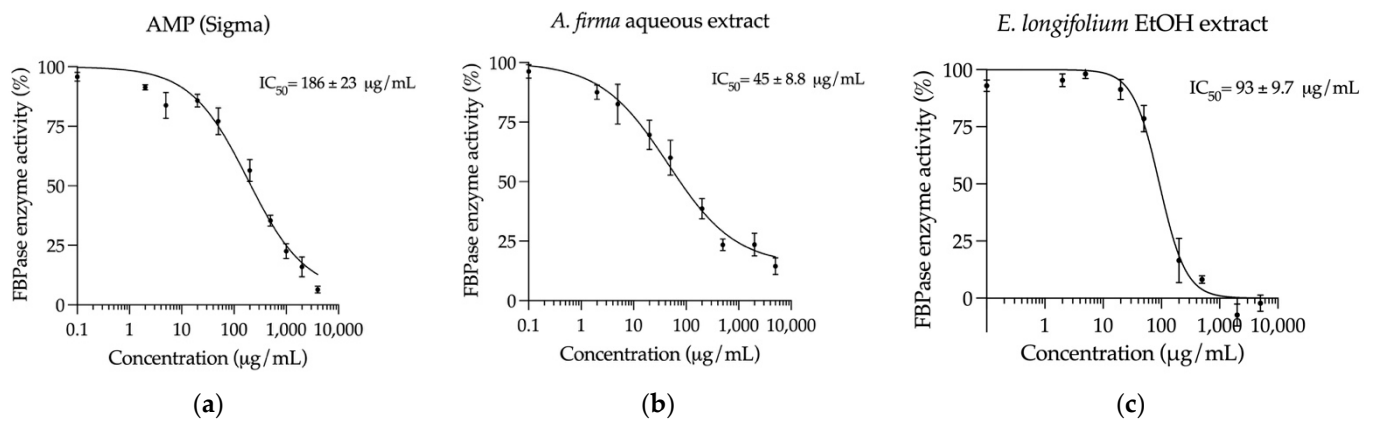 AMP (Sigma)
IC50= 186 ± 23 µg/mL
FBPase enzyme activity (%)
100
75
50
25
0
0.1 1 10 100 1,000 10,000
Concentration (µg/mL)
(a)
A. firma aqueous extract
IC50= 45 ± 8.8 µg/mL
FBPase enzyme activity (%)
100
75
50
25
0
0.1 1 10 100 1,000 10,000
Concentration (µg/mL)
(b)
E. longifolium EtOH extract
IC50= 93 ± 9.7 µg/mL
FBPase enzyme activity (%)
100
75
50
25
0
1 10 100 1,000 10,000
Concentration (µg/mL)
(c)